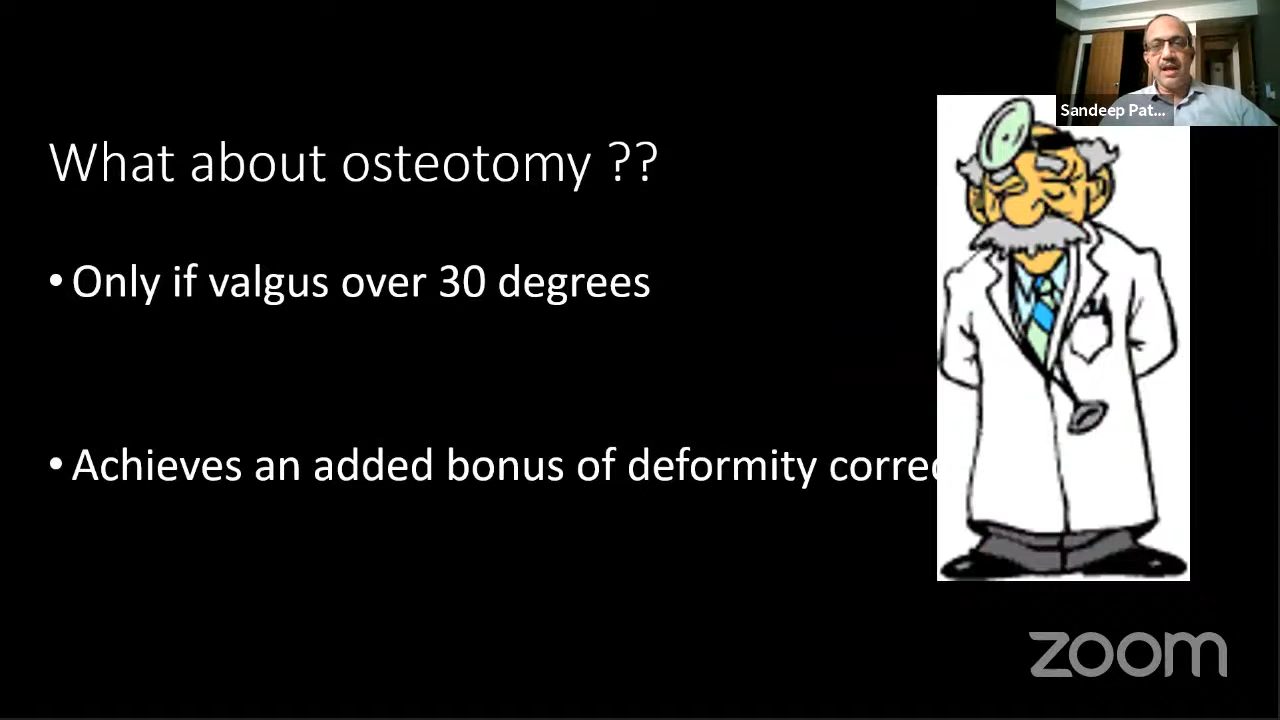 Sandeep Pat...
What about osteotomy ??
• Only if valgus over 30 degrees
• Achieves an added bonus of deformity correc
zoom